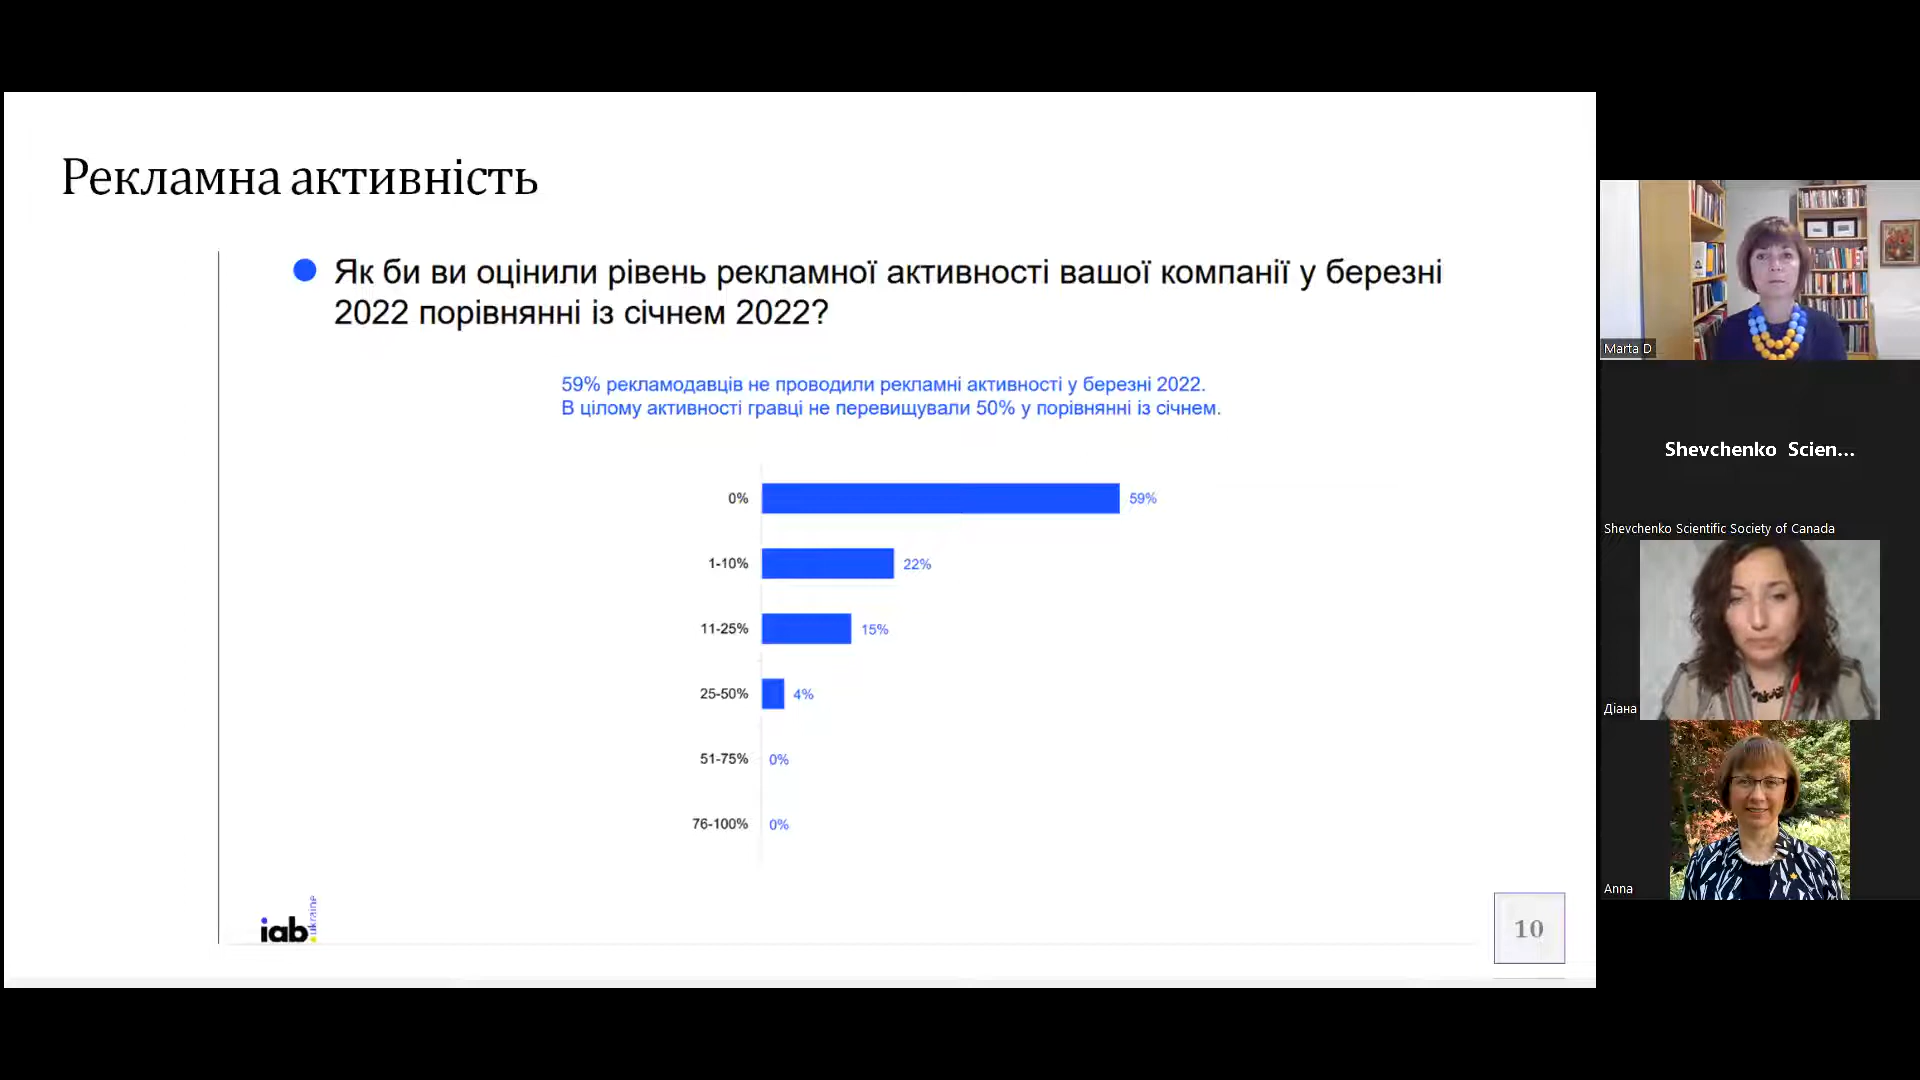 Рекламна активність
Як би ви оцінили рівень рекламної активності вашої компанії у березні
2022 порівнянні із січнем 2022?
59% рекламодавців не проводили рекламні активності у березні 2022.
В цілому активності гравці не перевищували 50% у порівнянні із січнем.
0% 59%
1-10% 22%
11-25% 15%
25-50% 4%
51-75% 0%
76-100% 0%
iab.ukraine
10
Marta D
Shevchenko Scien...
Shevchenko Scientific Society of Canada
Діана
Anna